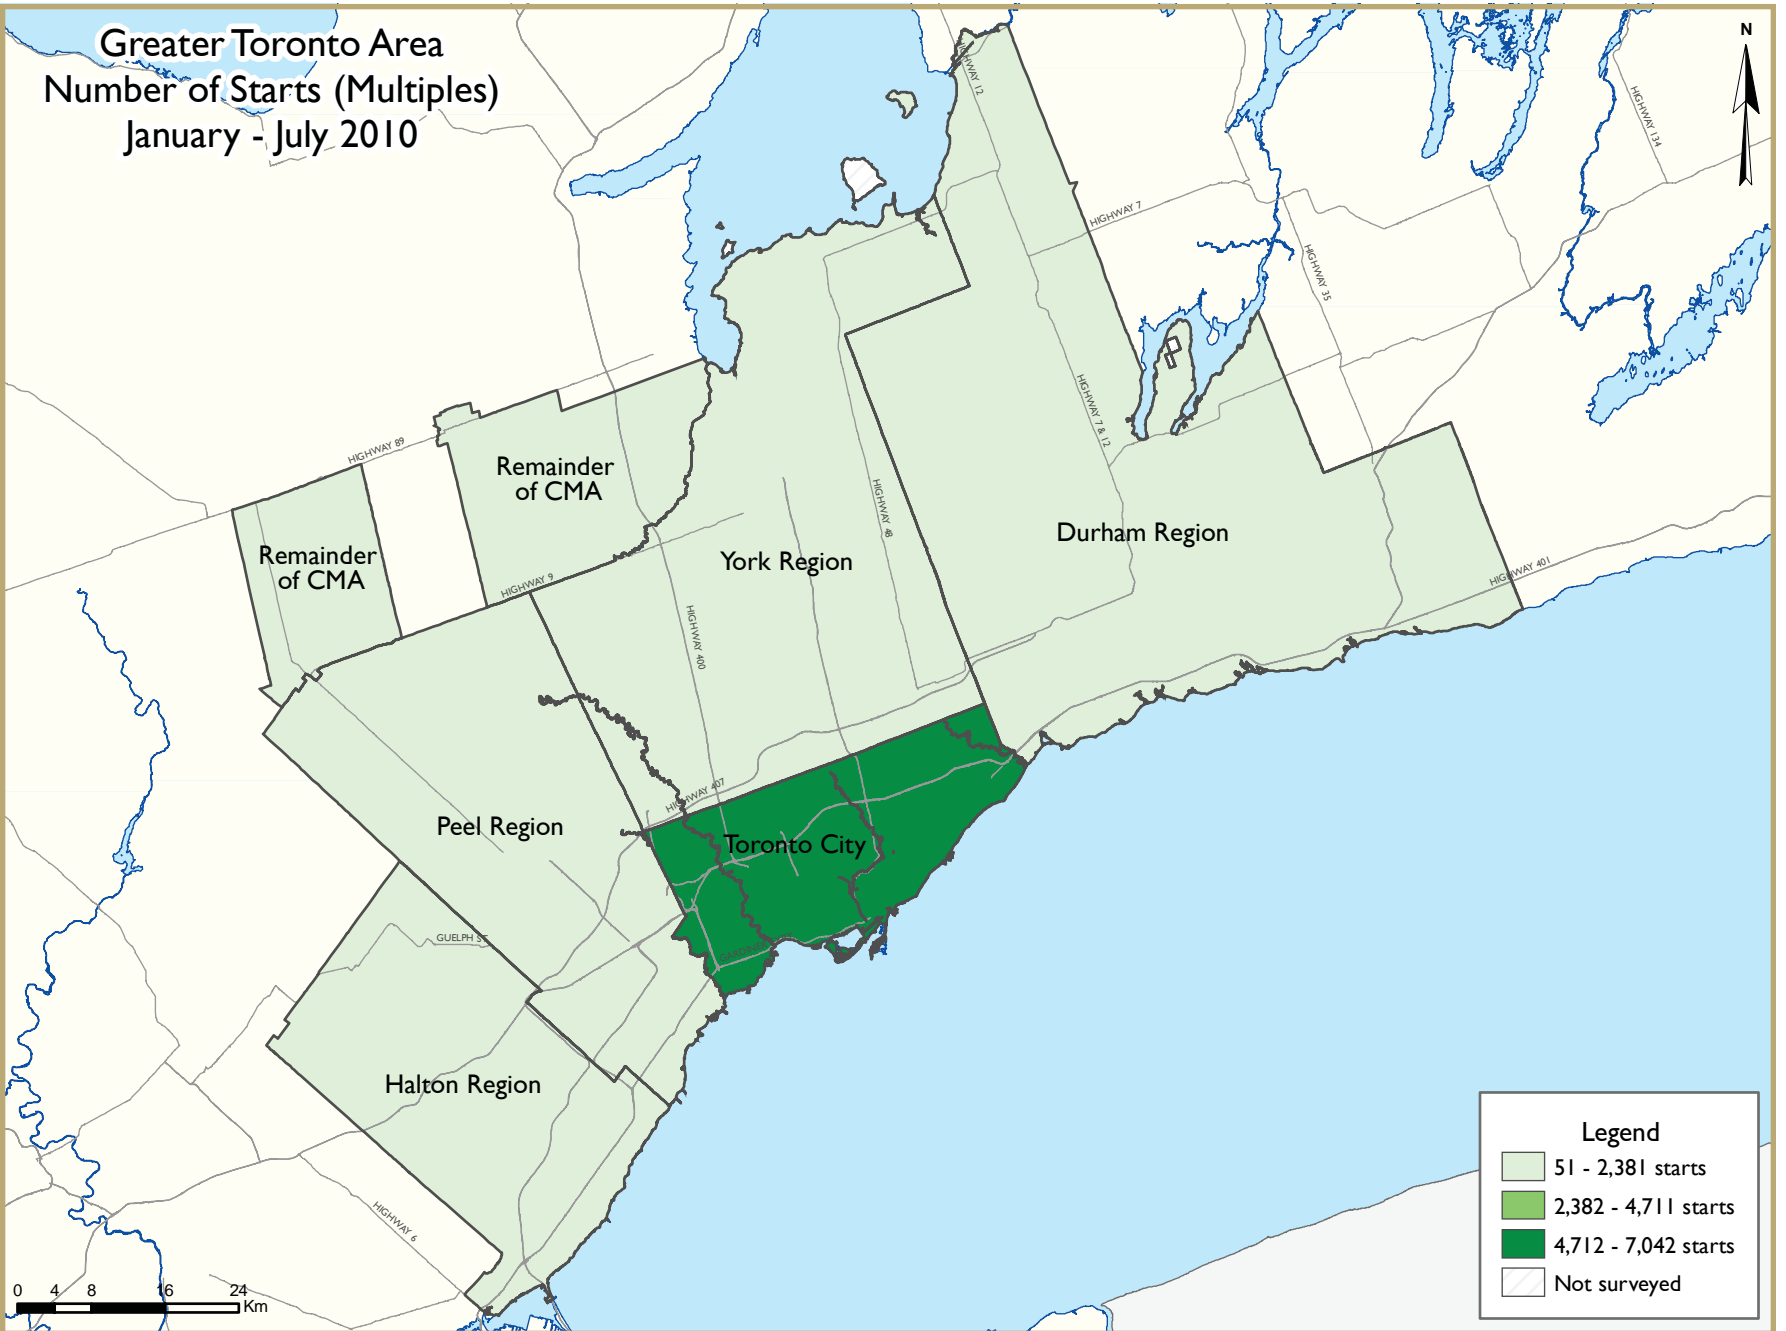 Greater Toronto Area
Number of Starts (Multiples)
January - July 2010
N
HIGHWAY 12
HIGHWAY 134
HIGHWAY 7
HIGHWAY 35
HIGHWAY 7 & 12
HIGHWAY 89
Remainder
of CMA
HIGHWAY 48
Remainder
of CMA
York Region
Durham Region
HIGHWAY 9
HIGHWAY 401
HIGHWAY 400
HIGHWAY 407
Peel Region
Toronto City
GUELPH ST
Halton Region
HIGHWAY 6
Legend
51 - 2,381 starts
2,382 - 4,711 starts
4,712 - 7,042 starts
Not surveyed
0 4 8 16 24
Km